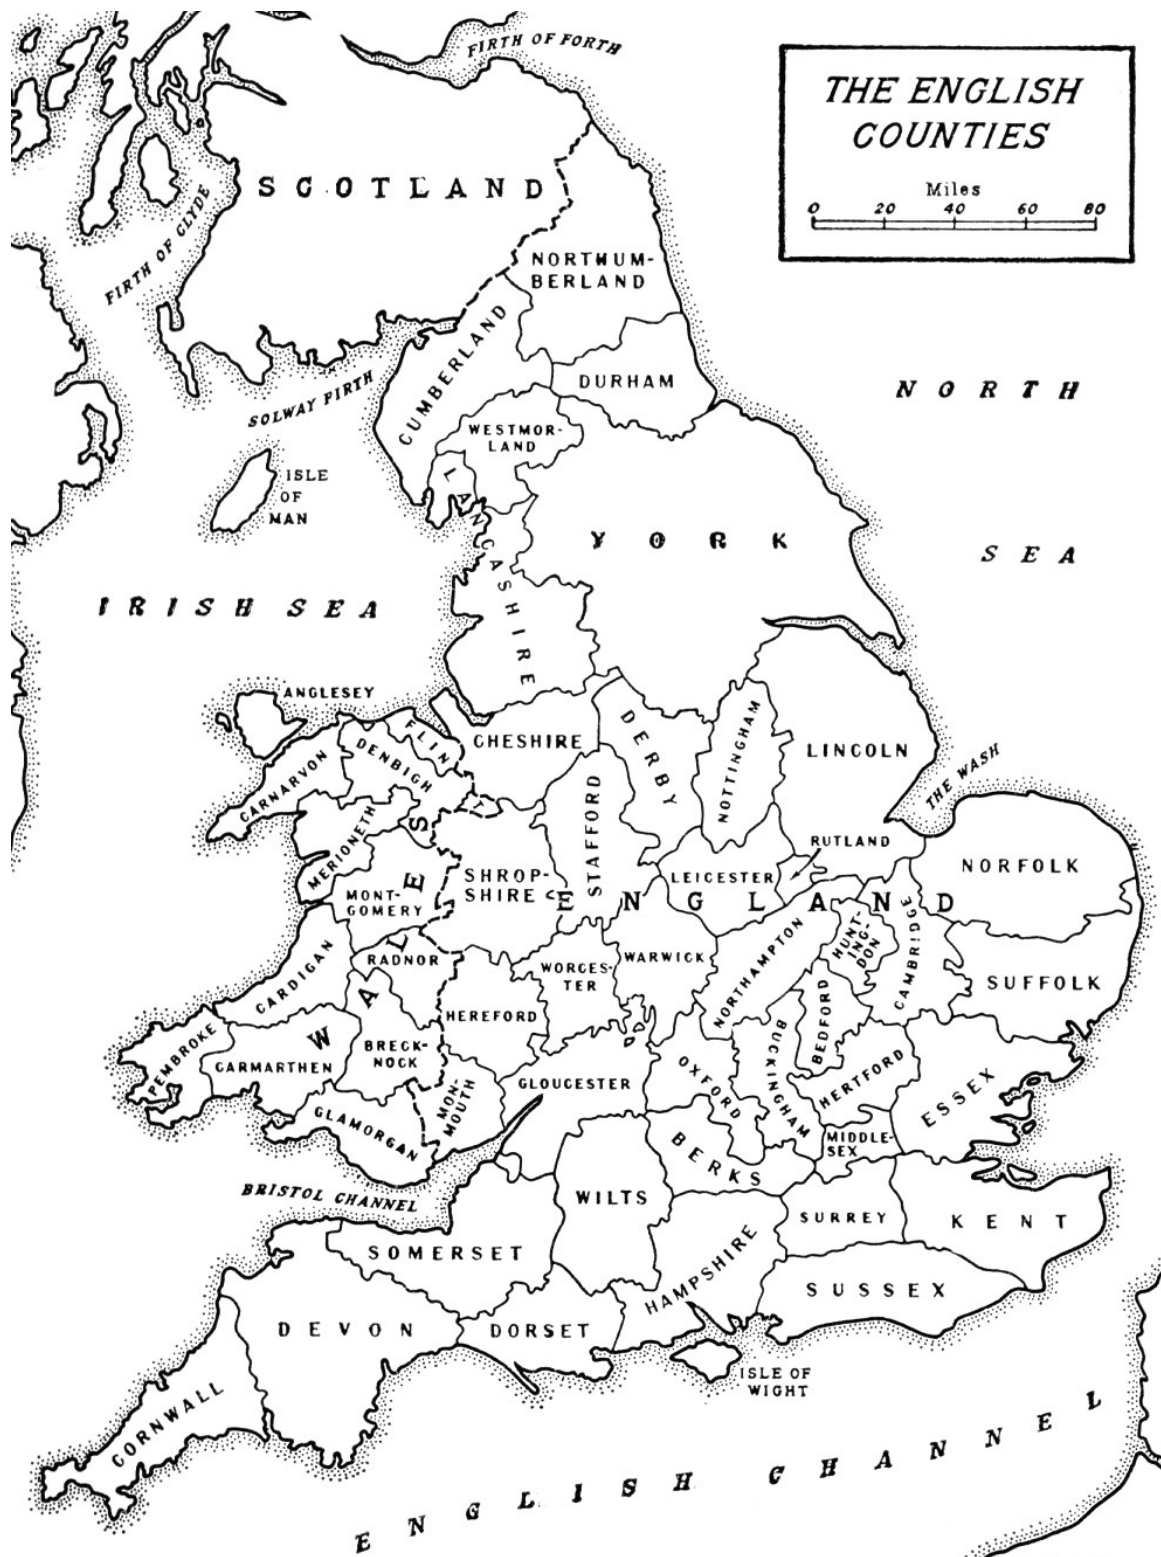 FIRTH OF FORTH
THE ENGLISH
COUNTIES
Miles
0 20 40 60 80
SCOTLAND
FIRTH OF CLYDE
NORTHUM-
BERLAND
CUMBERLAND
SOLWAY FIRTH
DURHAM
NORTH
SEA
WESTMOR-
LAND
ISLE
OF
MAN
LANCASHIRE
YORK
IRISH SEA
ANGLESEY
FLINT
DENBIGH
CARNARVON
CHESHIRE
DERBY
NOTTINGHAM
LINCOLN
THE WASH
MERIONETH
STAFFORD
SHROP-
SHIRE
LEICESTER
RUTLAND
NORFOLK
ENGLAND
WALES
MONT-
GOMERY
RADNOR
CARDIGAN
WORCES-
TER
WARWICK
NORTHAMPTON
HUNT-
ING-
DON
CAMBRIDGE
SUFFOLK
PEMBROKE
CARMARTHEN
BRECK-
NOCK
HEREFORD
GLOUCESTER
OXFORD
BUCKINGHAM
BEDFORD
HERTFORD
ESSEX
GLAMORGAN
MON-
MOUTH
MIDDLE-
SEX
BERKS
BRISTOL CHANNEL
WILTS
SURREY
KENT
SOMERSET
HAMPSHIRE
SUSSEX
DEVON
DORSET
ISLE OF
WIGHT
CORNWALL
ENGLISH CHANNEL